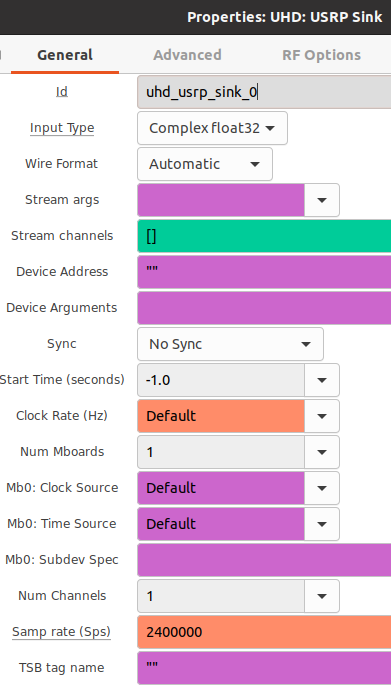 Properties: UHD: USRP Sink
General Advanced RF Options
Id uhd_usrp_sink_0
Input Type Complex float32
Wire Format Automatic
Stream args
Stream channels []
Device Address ""
Device Arguments
Sync No Sync
Start Time (seconds) -1.0
Clock Rate (Hz) Default
Num Mboards 1
Mb0: Clock Source Default
Mb0: Time Source Default
Mb0: Subdev Spec
Num Channels 1
Samp rate (Sps) 2400000
TSB tag name ""